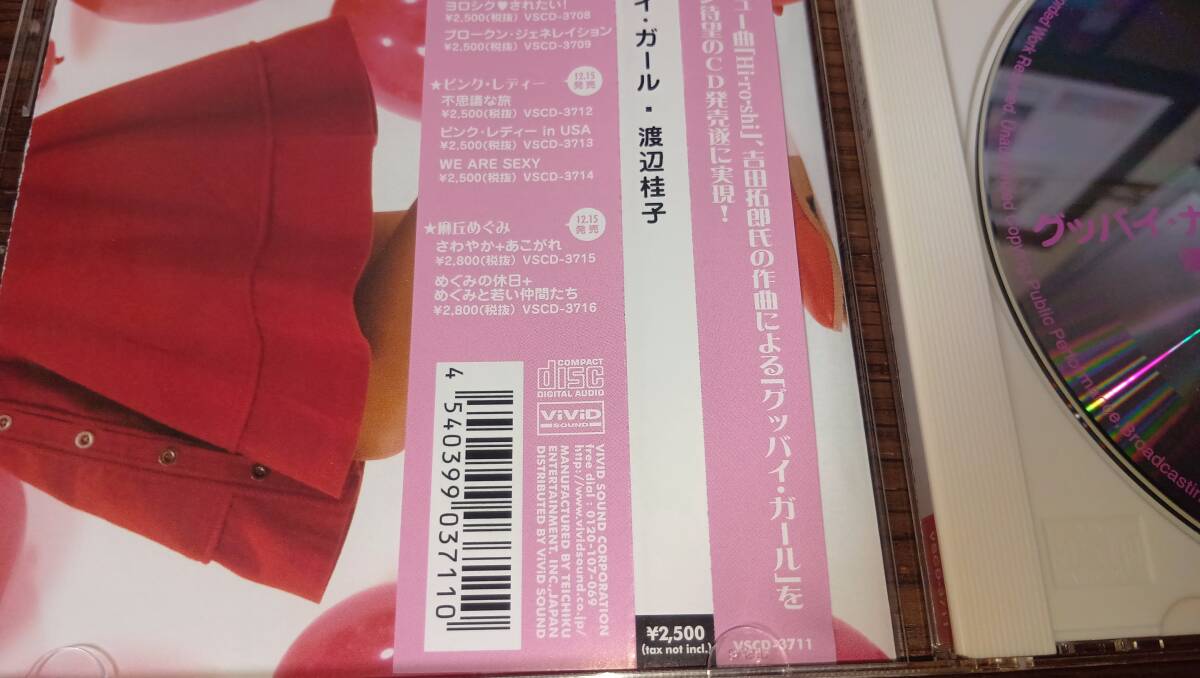 ヨロシク♥されたい!
¥2,500(税抜) VSCD-3708
ブロークン・ジェネレイション
¥2,500(税抜) VSCD-3709
★ピンク・レディー
12.15
発売
不思議な旅
¥2,500(税抜) VSCD-3712
ピンク・レディー in USA
¥2,500(税抜) VSCD-3713
WE ARE SEXY
¥2,500(税抜) VSCD-3714
★麻丘めぐみ
12.15
発売
さわやか+あこがれ
¥2,800(税抜) VSCD-3715
めぐみの休日+
めぐみと若い仲間たち
¥2,800(税抜) VSCD-3716
COMPACT
disc
DIGITAL AUDIO
ViViD
SOUND
4 540399 037110
ViViD SOUND CORPORATION
free dial : 0120-107-069
http://www.vividsound.co.jp/
MANUFACTURED BY TEICHIKU
ENTERTAINMENT, INC.,JAPAN
DISTRIBUTED BY ViViD SOUND
イ・ガール・渡辺桂子
¥2,500
(tax not incl.)
ュー曲「Hi-ro-shi」、吉田拓郎氏の作曲による「グッバイ・ガール」を
待望のCD発売遂に実現!
VSCD-3711
グッバイ・ガ
Public Performance, Broadcasting